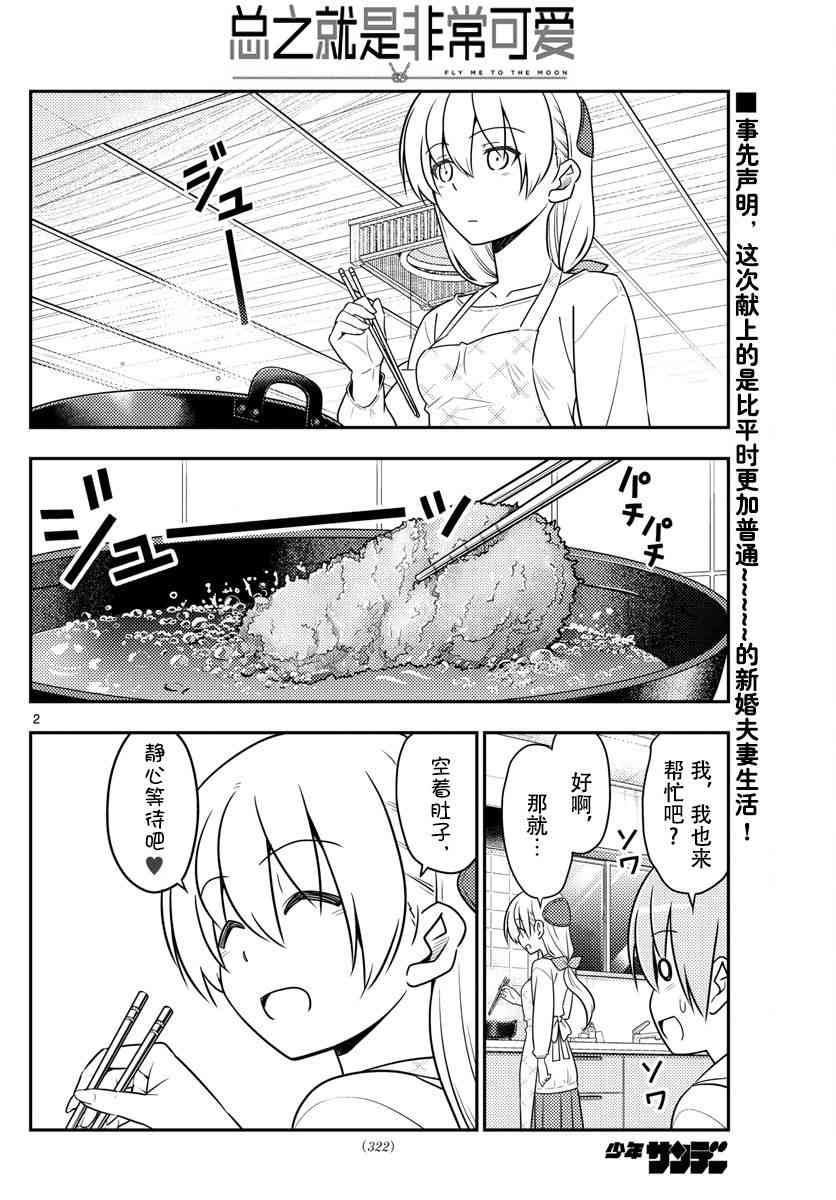 总之就是非常可爱
FLY ME TO THE MOON
■事先声明，这次献上的是比平时更加普通~~~~~的新婚夫妻生活！
ジュー
ジューーッ
パチパチ
2
我，我也来
帮忙吧？
好啊，
那就…
ソワ
ソワ
空着肚子，
静心等待吧♥
(322)
少年サンデー